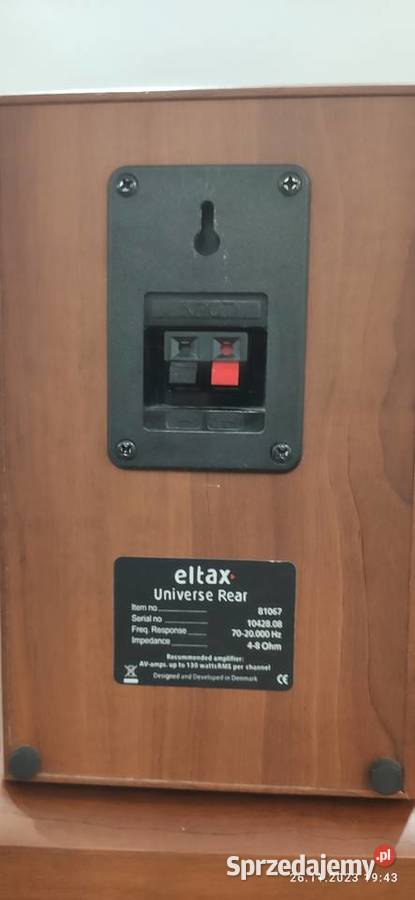 eltax
Universe Rear
Item no 81067
Serial no 10428.08
Freq. Response 70-20.000 Hz
Impedance 4-8 Ohm
Recommended amplifier:
AV-amps. up to 130 wattsRMS per channel
Designed and Developed in Denmark CE
Sprzedajemy.pl
26.11.2023 19:43